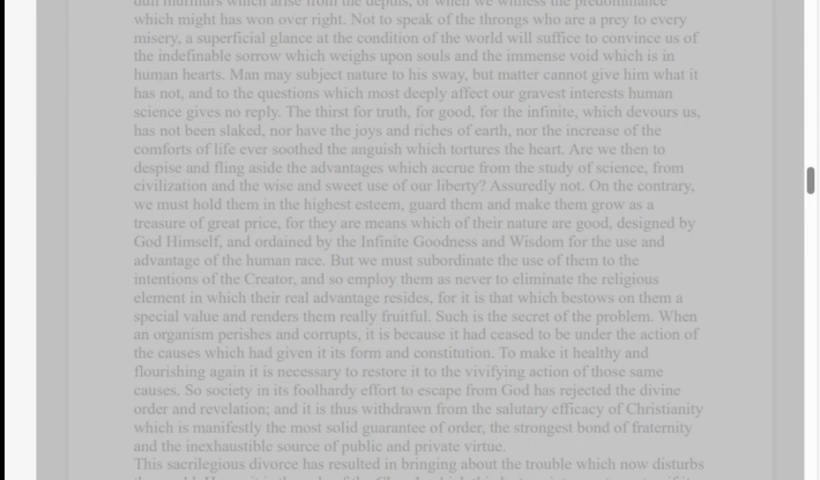 dull murmurs which arise from the depths, or when we witness the predominance
which might has won over right. Not to speak of the throngs who are a prey to every
misery, a superficial glance at the condition of the world will suffice to convince us of
the indefinable sorrow which weighs upon souls and the immense void which is in
human hearts. Man may subject nature to his sway, but matter cannot give him what it
has not, and to the questions which most deeply affect our gravest interests human
science gives no reply. The thirst for truth, for good, for the infinite, which devours us,
has not been slaked, nor have the joys and riches of earth, nor the increase of the
comforts of life ever soothed the anguish which tortures the heart. Are we then to
despise and fling aside the advantages which accrue from the study of science, from
civilization and the wise and sweet use of our liberty? Assuredly not. On the contrary,
we must hold them in the highest esteem, guard them and make them grow as a
treasure of great price, for they are means which of their nature are good, designed by
God Himself, and ordained by the Infinite Goodness and Wisdom for the use and
advantage of the human race. But we must subordinate the use of them to the
intentions of the Creator, and so employ them as never to eliminate the religious
element in which their real advantage resides, for it is that which bestows on them a
special value and renders them really fruitful. Such is the secret of the problem. When
an organism perishes and corrupts, it is because it had ceased to be under the action of
the causes which had given it its form and constitution. To make it healthy and
flourishing again it is necessary to restore it to the vivifying action of those same
causes. So society in its foolhardy effort to escape from God has rejected the divine
order and revelation; and it is thus withdrawn from the salutary efficacy of Christianity
which is manifestly the most solid guarantee of order, the strongest bond of fraternity
and the inexhaustible source of public and private virtue.
This sacrilegious divorce has resulted in bringing about the trouble which now disturbs